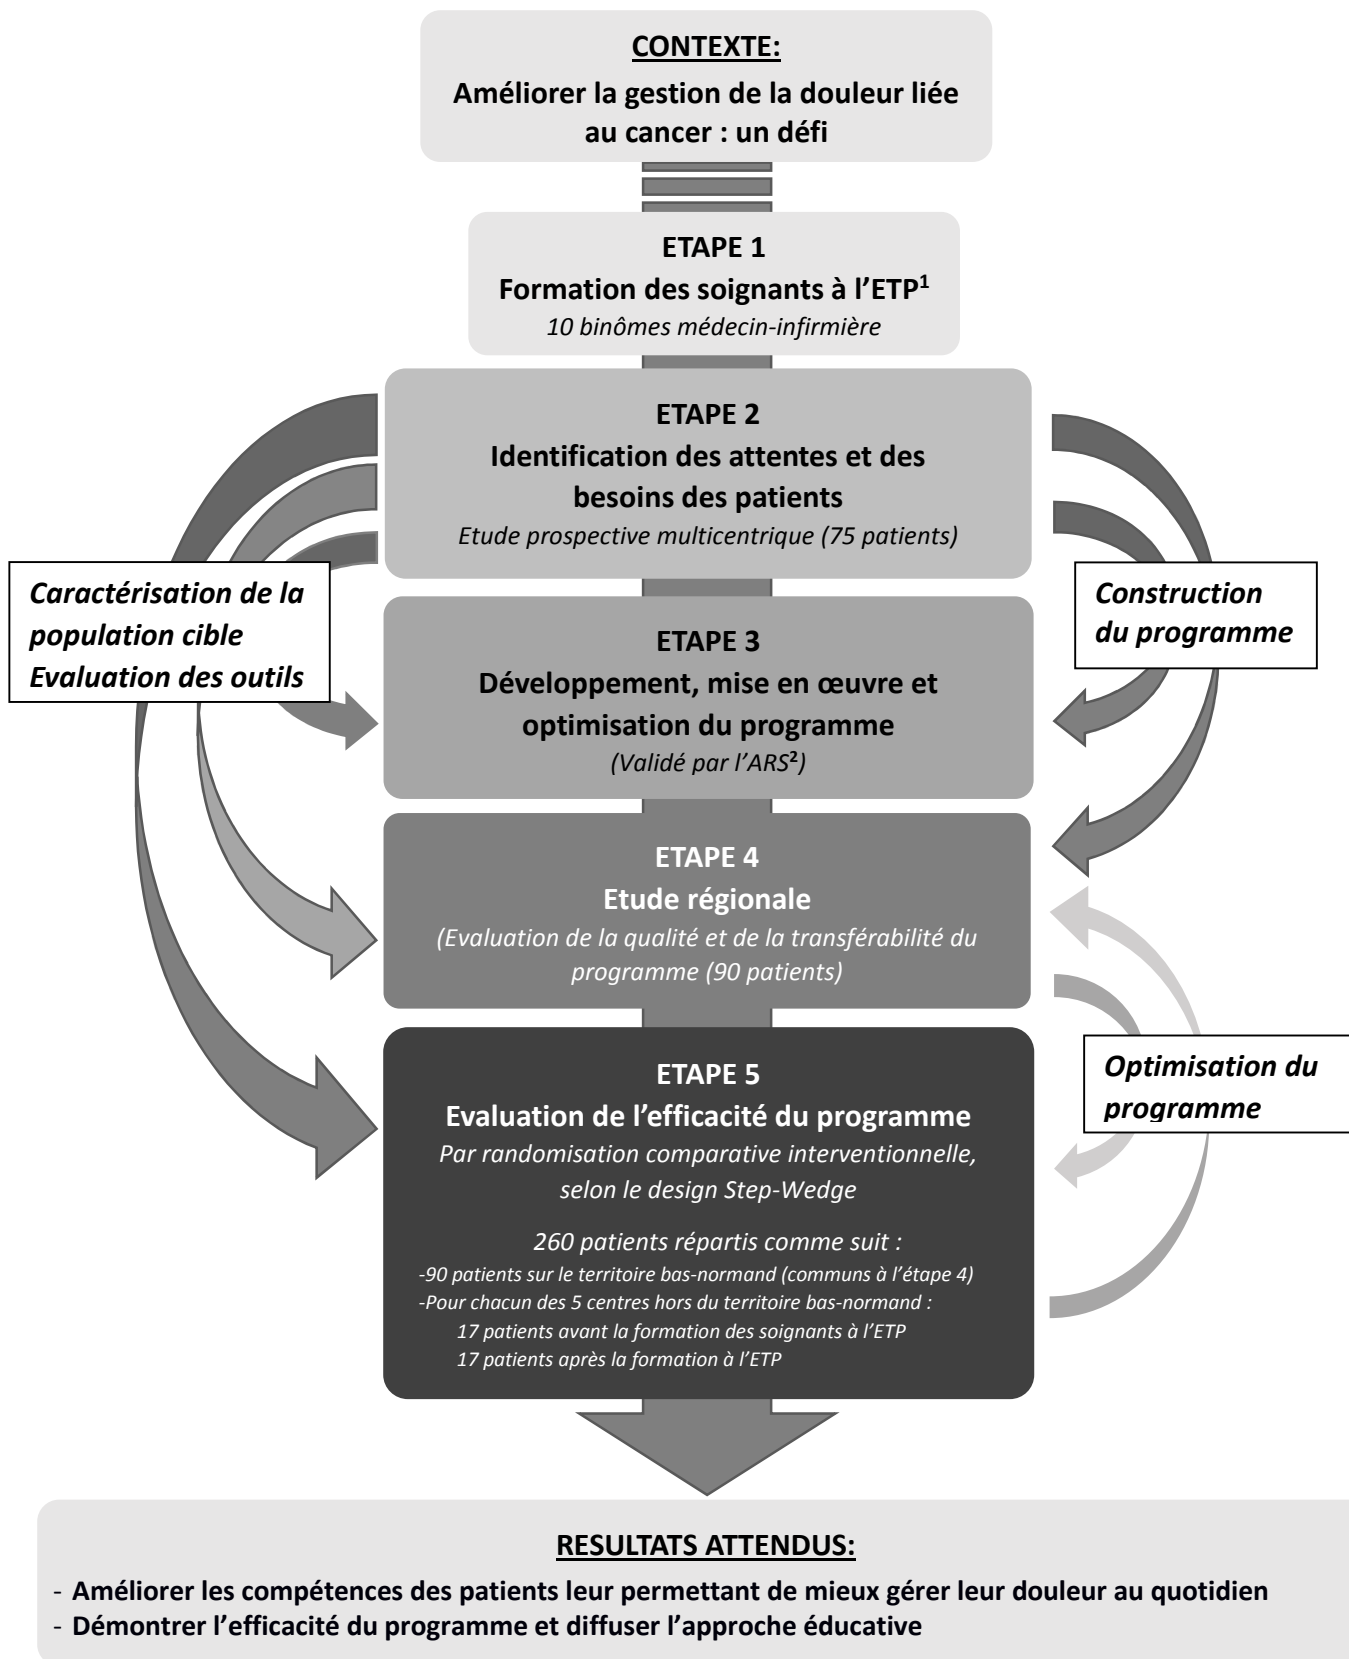 CONTEXTE:
Améliorer la gestion de la douleur liée
au cancer : un défi
ETAPE 1
Formation des soignants à l'ETP¹
10 binômes médecin-infirmière
ETAPE 2
Identification des attentes et des
besoins des patients
Etude prospective multicentrique (75 patients)
Caractérisation de la
population cible
Evaluation des outils
Construction
du programme
ETAPE 3
Développement, mise en œuvre et
optimisation du programme
(Validé par l'ARS²)
ETAPE 4
Etude régionale
(Evaluation de la qualité et de la transférabilité du
programme (90 patients)
Optimisation du
programme
ETAPE 5
Evaluation de l'efficacité du programme
Par randomisation comparative interventionnelle,
selon le design Step-Wedge
260 patients répartis comme suit :
-90 patients sur le territoire bas-normand (communs à l'étape 4)
-Pour chacun des 5 centres hors du territoire bas-normand :
17 patients avant la formation des soignants à l'ETP
17 patients après la formation à l'ETP
RESULTATS ATTENDUS:
- Améliorer les compétences des patients leur permettant de mieux gérer leur douleur au quotidien
- Démontrer l'efficacité du programme et diffuser l'approche éducative